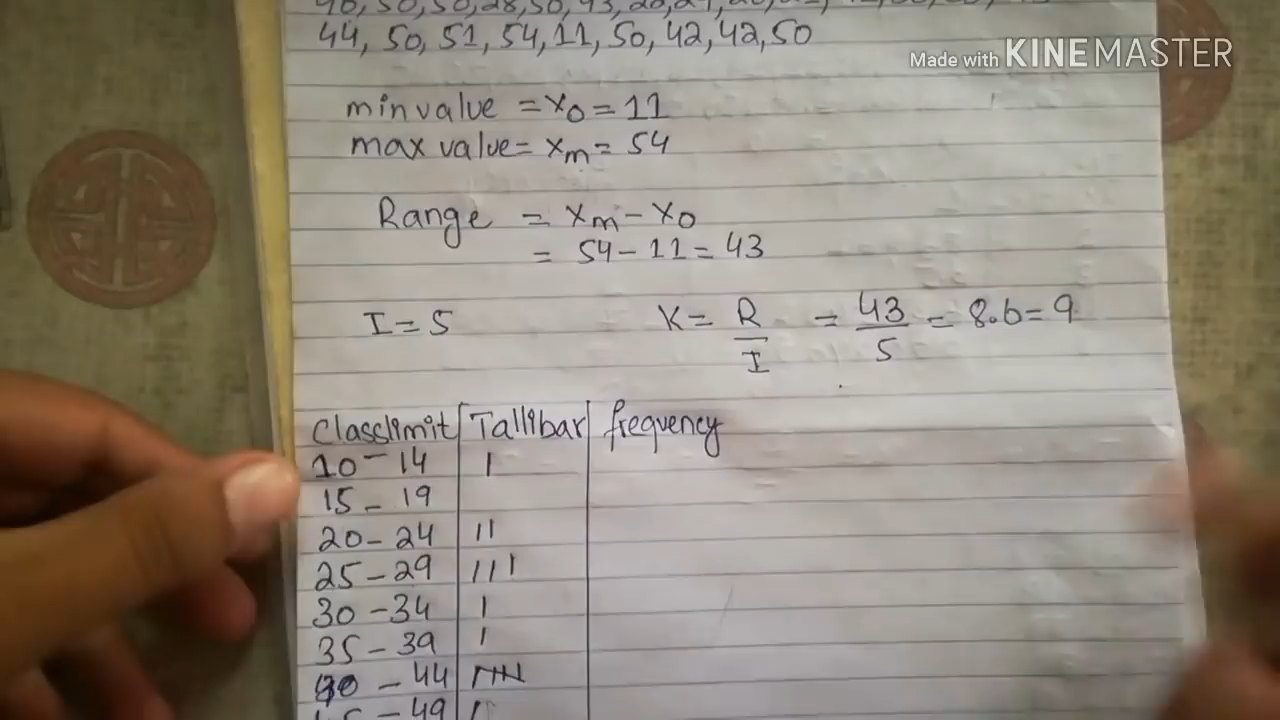 44, 50, 51, 54, 11, 50, 42, 42, 50
Made with KINEMASTER
min value = x0 = 11
max value = xm = 54
Range = xm - x0
= 54 - 11 = 43
I = 5 K = R/I = 43/5 = 8.6 = 9
Classlimit Tallibar frequency
10 - 14 |
15 - 19
20 - 24 ||
25 - 29 |||
30 - 34 |
35 - 39 |
40 - 44
- 49 |